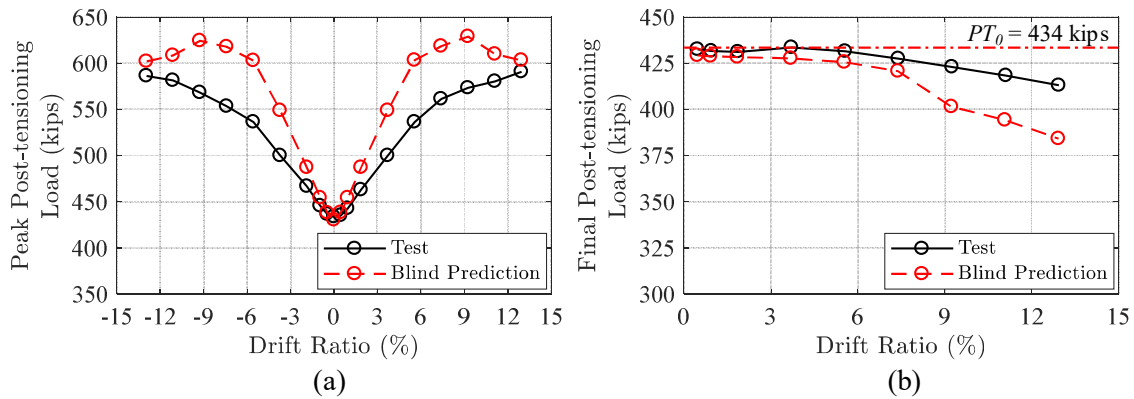 650
600
550
500
450
400
350
Peak Post-tensioning
Load (kips)
Test
Blind Prediction
-15 -12 -9 -6 -3 0 3 6 9 12 15
Drift Ratio (%)
(a)
450
425
400
375
350
325
300
Final Post-tensioning
Load (kips)
PT₀ = 434 kips
Test
Blind Prediction
0 3 6 9 12 15
Drift Ratio (%)
(b)